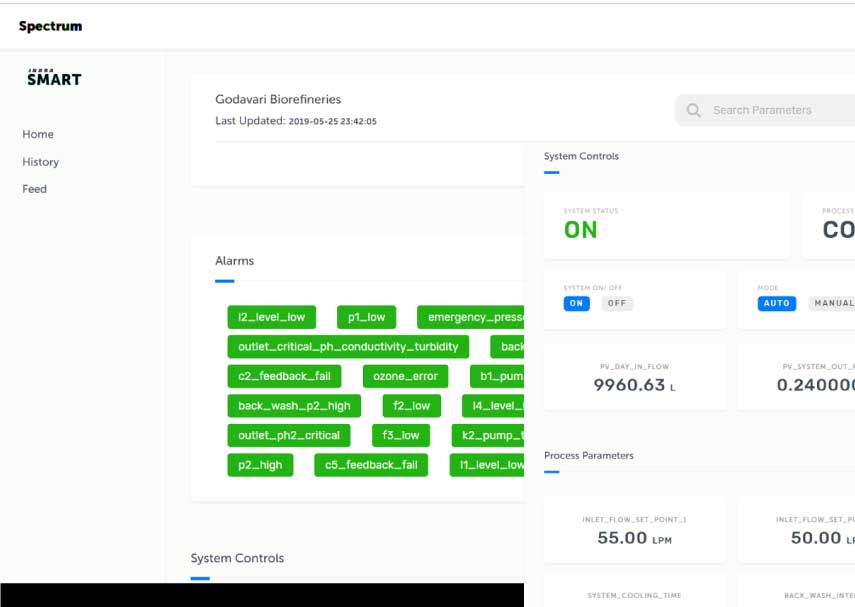 Spectrum
INDRA
SMART
Home
History
Feed
Godavari Biorefineries
Last Updated: 2019-05-25 23:42:05
Search Parameters
Alarms
l2_level_low p1_low emergency_presse
outlet_critical_ph_conductivity_turbidity back
c2_feedback_fail ozone_error b1_pum
back_wash_p2_high f2_low l4_level_l
outlet_ph2_critical f3_low k2_pump_t
p2_high c5_feedback_fail l1_level_low
System Controls
System Controls
SYSTEM STATUS PROCESS
ON CO
SYSTEM ON/ OFF MODE
ON OFF AUTO MANUAL
PV_DAY_IN_FLOW PV_SYSTEM_OUT_
9960.63 L 0.240000
Process Parameters
INLET_FLOW_SET_POINT_1 INLET_FLOW_SET_PO
55.00 LPM 50.00 LP
SYSTEM_COOLING_TIME BACK_WASH_INTE